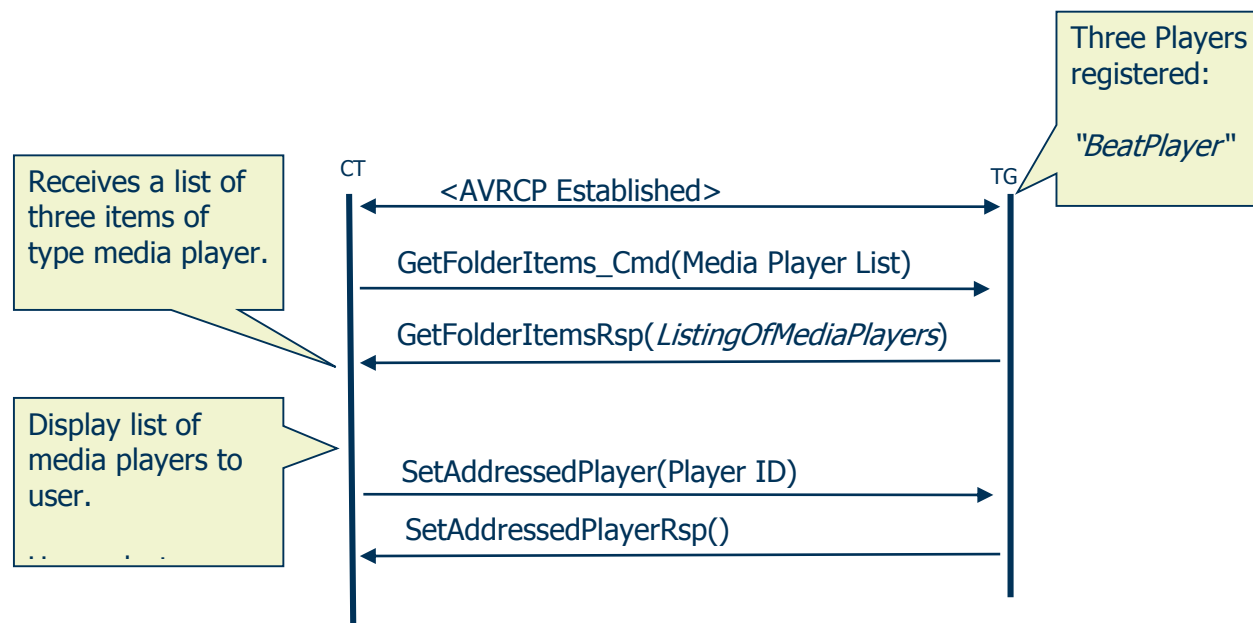 Three Players
registered:
"BeatPlayer"
CT
TG
Receives a list of
three items of
type media player.
<AVRCP Established>
GetFolderItems_Cmd(Media Player List)
GetFolderItemsRsp(ListingOfMediaPlayers)
Display list of
media players to
user.
SetAddressedPlayer(Player ID)
SetAddressedPlayerRsp()